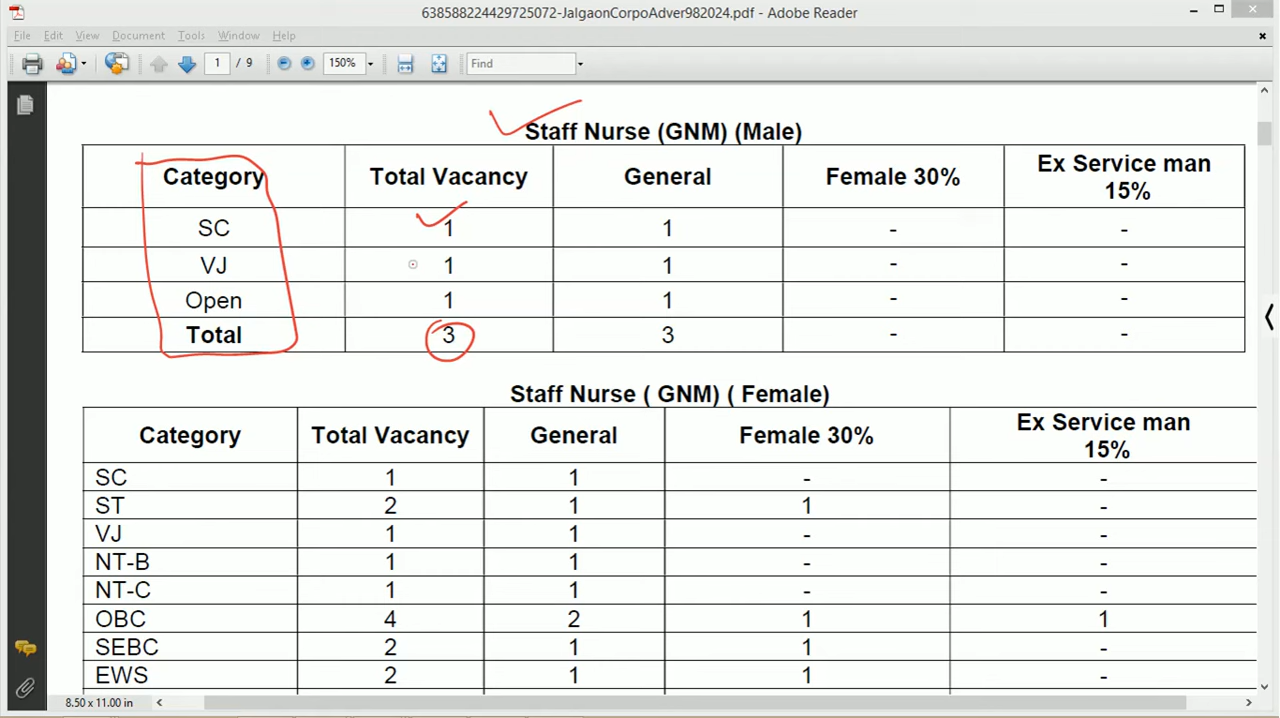 638588224429725072-JalgaonCorpoAdver982024.pdf - Adobe Reader
File Edit View Document Tools Window Help
1 / 9 150% Find
Staff Nurse (GNM) (Male)
Category Total Vacancy General Female 30% Ex Service man 15%
SC 1 1 - -
VJ 1 1 - -
Open 1 1 - -
Total 3 3 - -
Staff Nurse ( GNM) ( Female)
Category Total Vacancy General Female 30% Ex Service man 15%
SC 1 1 - -
ST 2 1 1 -
VJ 1 1 - -
NT-B 1 1 - -
NT-C 1 1 - -
OBC 4 2 1 1
SEBC 2 1 1 -
EWS 2 1 1 -
8.50 x 11.00 in